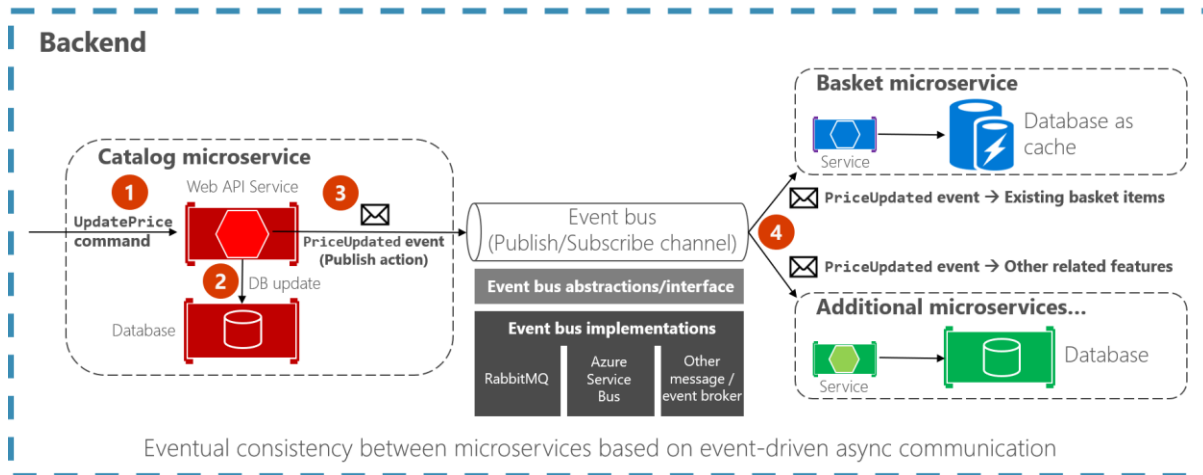 Backend
Catalog microservice
Web API Service
1
UpdatePrice
command
3
PriceUpdated event
(Publish action)
2
DB update
Database
Event bus
(Publish/Subscribe channel)
Event bus abstractions/interface
Event bus implementations
RabbitMQ
Azure
Service
Bus
Other
message /
event broker
4
Basket microservice
Service
Database as
cache
PriceUpdated event → Existing basket items
PriceUpdated event → Other related features
Additional microservices...
Service
Database
Eventual consistency between microservices based on event-driven async communication